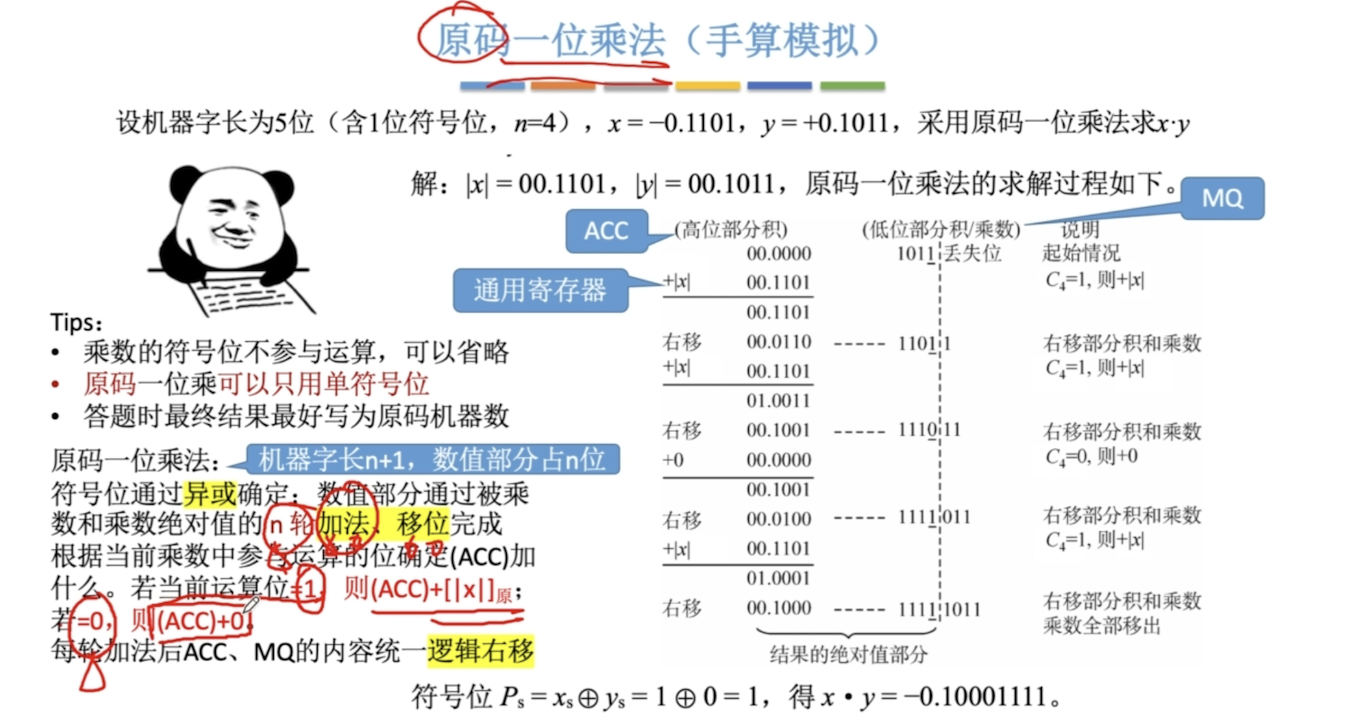 原码一位乘法（手算模拟）
设机器字长为5位（含1位符号位，n=4），x = −0.1101，y = +0.1011，采用原码一位乘法求x·y
解：|x| = 00.1101，|y| = 00.1011，原码一位乘法的求解过程如下。
MQ
ACC
(高位部分积) (低位部分积/乘数) 说明
00.0000 1011 丢失位 起始情况
通用寄存器
+|x| 00.1101 C₄=1, 则+|x|
00.1101
右移 00.0110 ----- 1101 1 右移部分积和乘数
+|x| 00.1101 C₄=1, 则+|x|
01.0011
右移 00.1001 ----- 1110 11 右移部分积和乘数
+0 00.0000 C₄=0, 则+0
00.1001
右移 00.0100 ----- 1111 011 右移部分积和乘数
+|x| 00.1101 C₄=1, 则+|x|
01.0001
右移 00.1000 ----- 1111 1011 右移部分积和乘数
乘数全部移出
结果的绝对值部分
Tips：
• 乘数的符号位不参与运算，可以省略
• 原码一位乘可以只用单符号位
• 答题时最终结果最好写为原码机器数
原码一位乘法：
机器字长n+1，数值部分占n位
符号位通过异或确定；数值部分通过被乘
数和乘数绝对值的 n 轮加法、移位完成
根据当前乘数中参与运算的位确定(ACC)加
什么。若当前运算位=1，则(ACC)+[|x|]原；
若=0，则(ACC)+0。
每轮加法后ACC、MQ的内容统一逻辑右移
符号位 Pₛ = xₛ⊕yₛ = 1 ⊕ 0 = 1，得 x • y = −0.10001111。